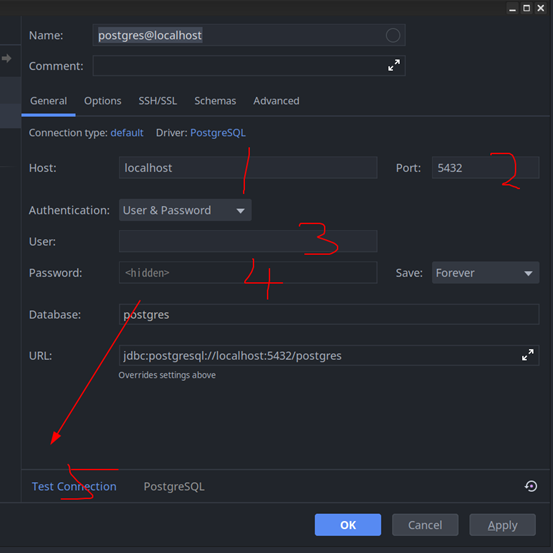 Name: postgres@localhost
Comment:
General Options SSH/SSL Schemas Advanced
Connection type: default Driver: PostgreSQL
Host: localhost 1 Port: 5432 2
Authentication: User & Password
User: 3
Password: <hidden> 4 Save: Forever
Database: postgres
URL: jdbc:postgresql://localhost:5432/postgres
Overrides settings above
Test Connection 5 PostgreSQL
OK Cancel Apply